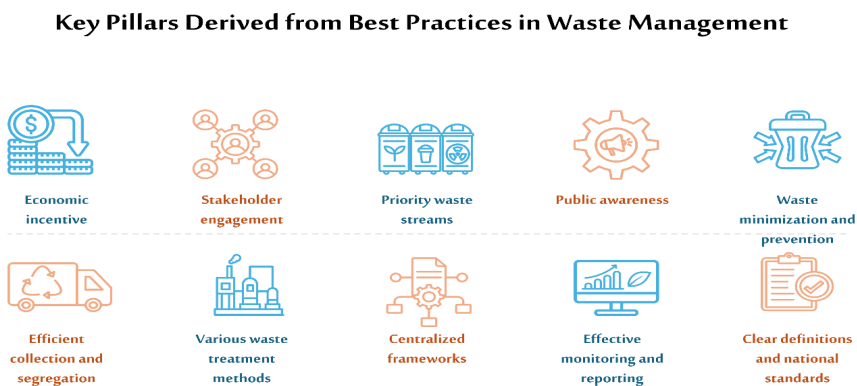 Key Pillars Derived from Best Practices in Waste Management
$
Economic
incentive
Stakeholder
engagement
Priority waste
streams
Public awareness
Waste
minimization and
prevention
Efficient
collection and
segregation
Various waste
treatment
methods
Centralized
frameworks
Effective
monitoring and
reporting
Clear definitions
and national
standards